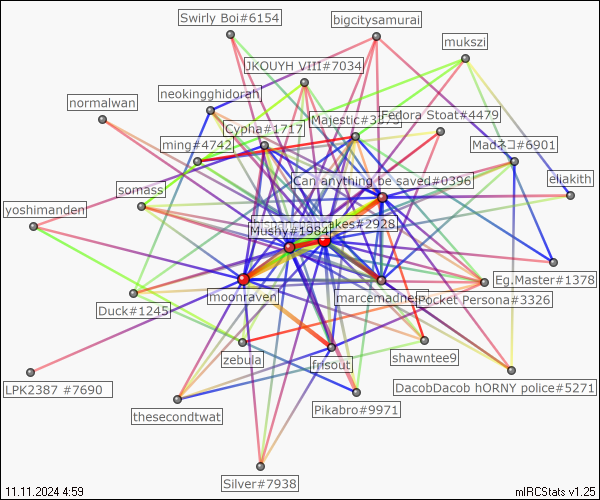 Swirly Boi#6154
bigcitysamurai
mukszi
JKOUYH VIII#7034
neokingghidorah
normalwan
Fedora Stoat#4479
Majestic#3373
Cypha#1717
ming#4742
Madネコ#6901
Can anything be saved#0396
eliakith
somass
yoshimanden
akes#2928
Mushy#1984
Eg.Master#1378
moonraven
marcemadness
Pocket Persona#3326
Duck#1245
zebula
frisout
shawntee9
LPK2387 #7690
DacobDacob hORNY police#5271
thesecondtwat
Pikabro#9971
Silver#7938
11.11.2024 4:59
mIRCStats v1.25